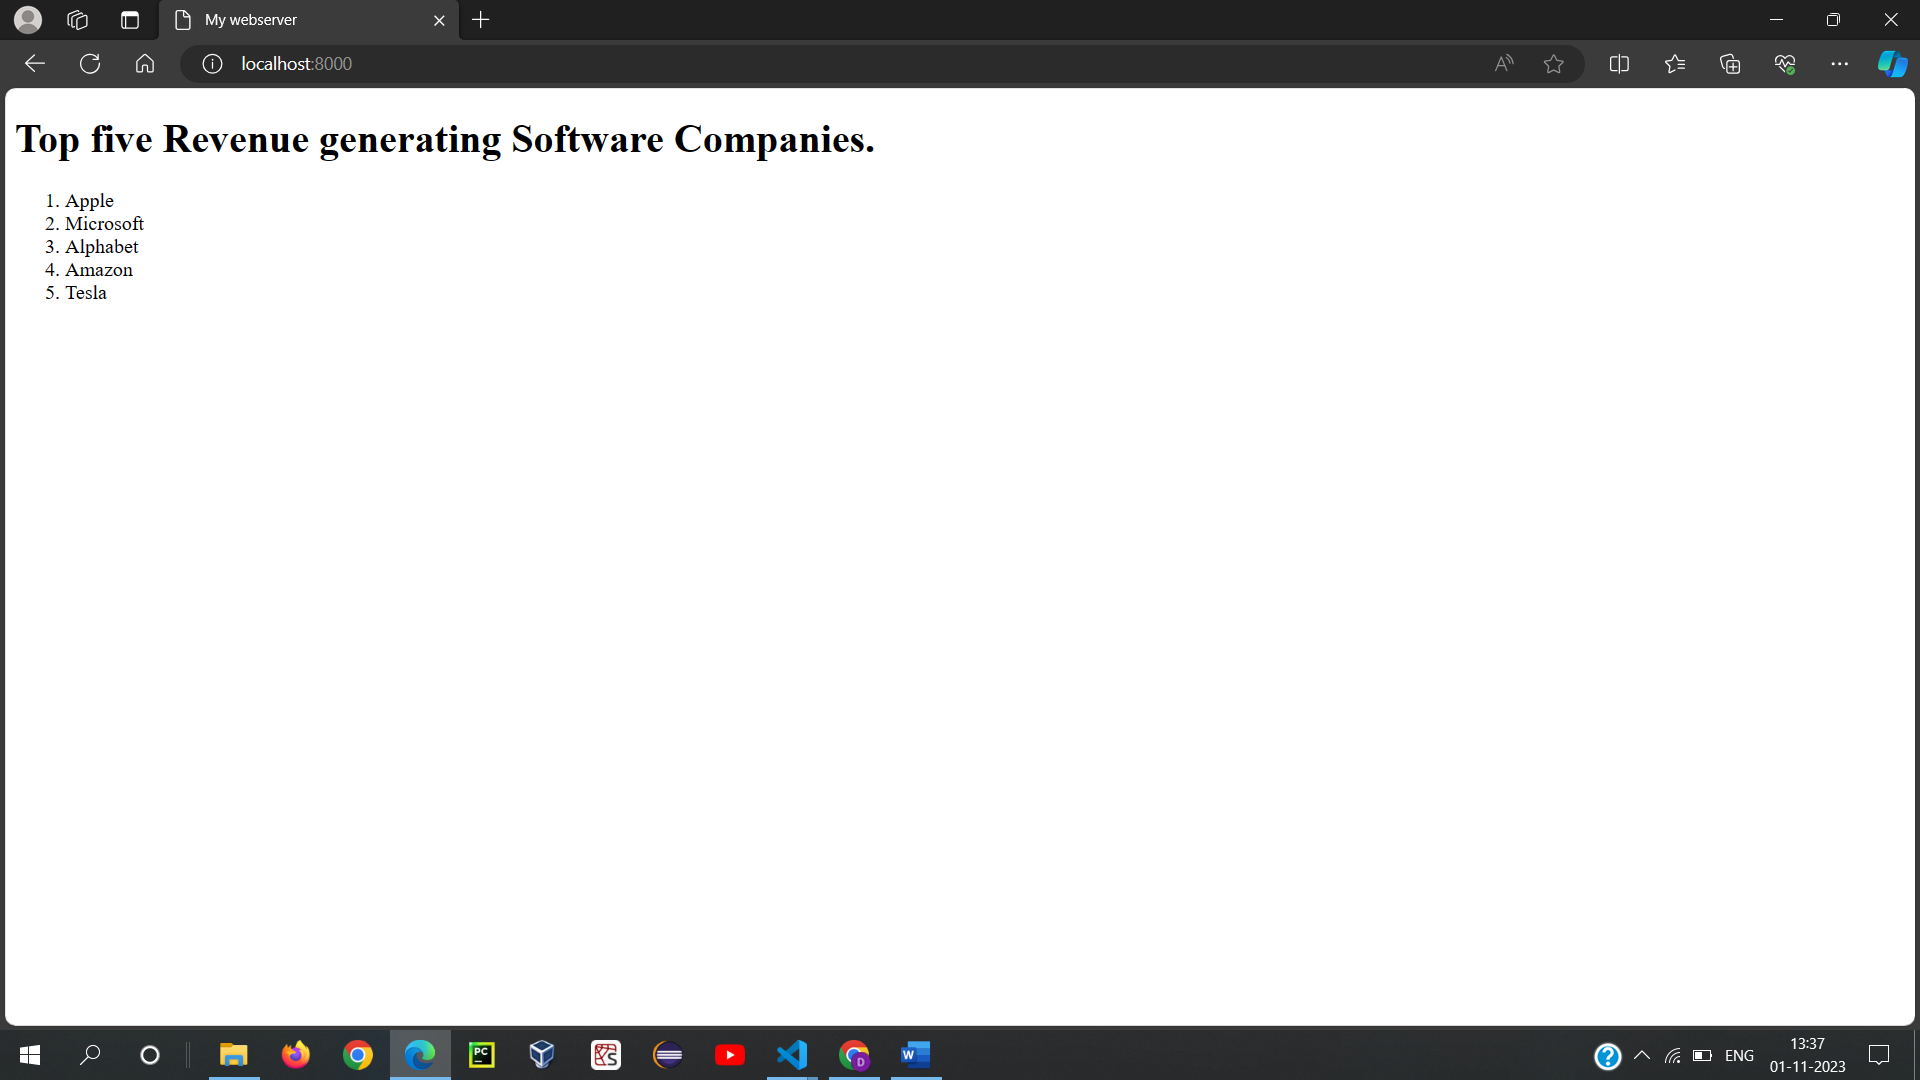 My webserver
localhost:8000
Top five Revenue generating Software Companies.
1. Apple
2. Microsoft
3. Alphabet
4. Amazon
5. Tesla
PC
S
D
W
?
ENG
13:37
01-11-2023